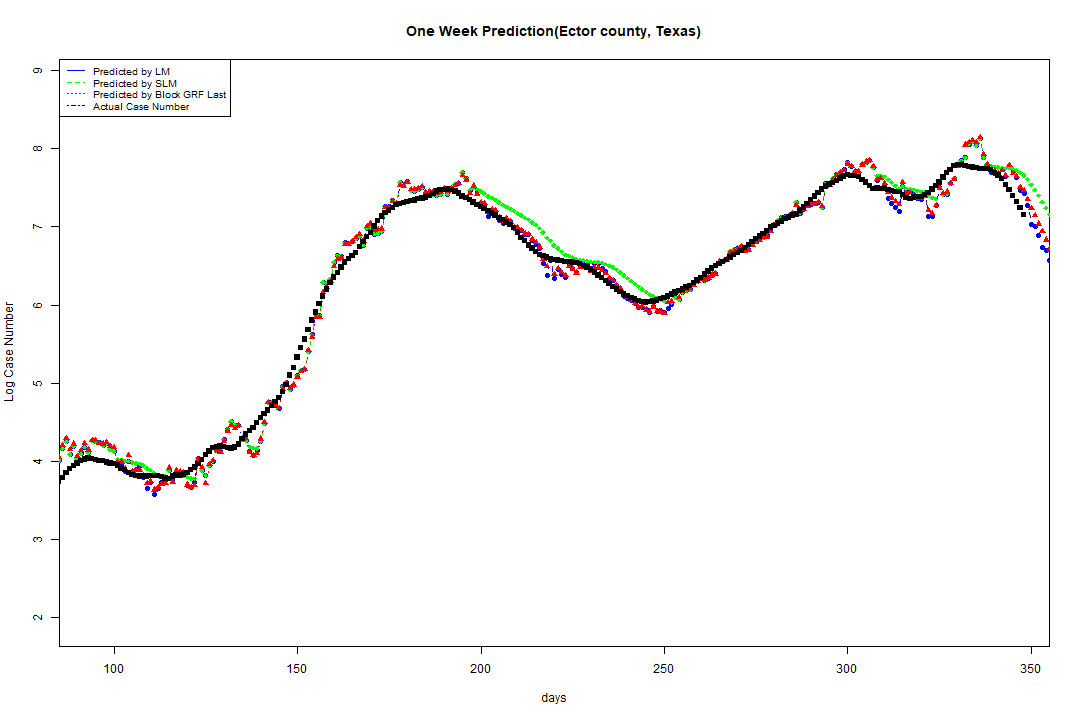 One Week Prediction(Ector county, Texas)
Predicted by LM
Predicted by SLM
Predicted by Block GRF Last
Actual Case Number
9
8
7
6
5
4
3
2
Log Case Number
100 150 200 250 300 350
days